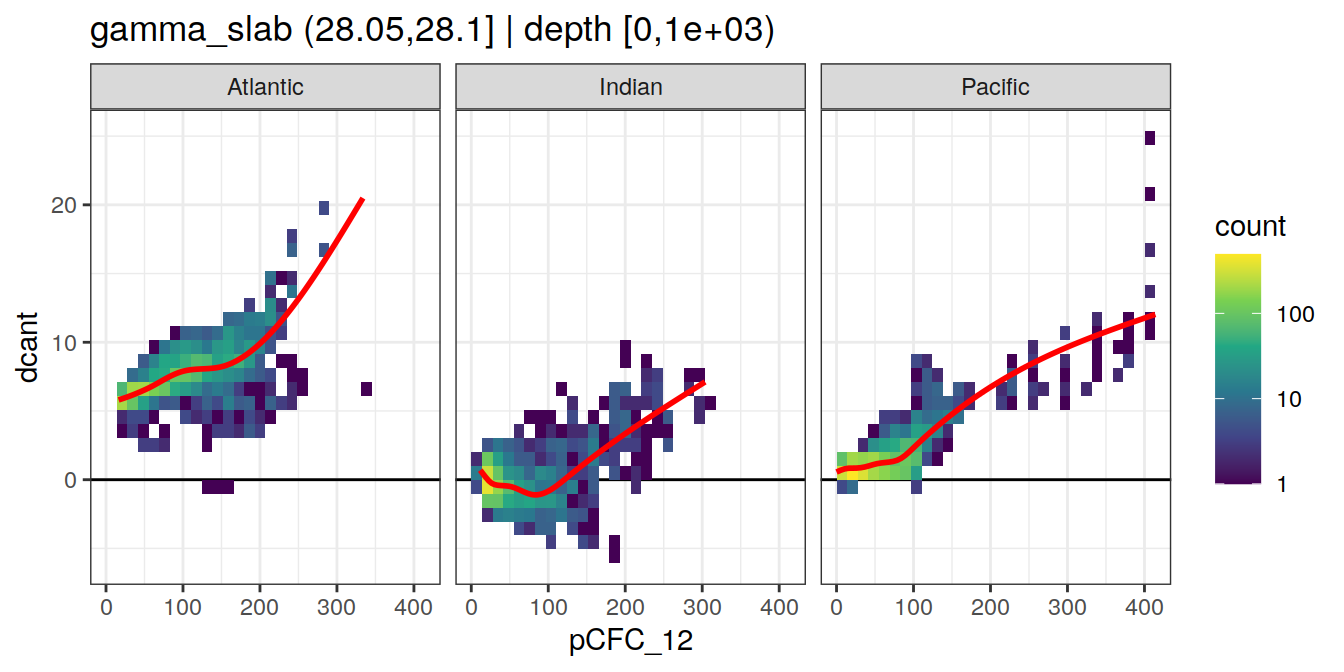 gamma_slab (28.05,28.1] | depth [0,1e+03)
Atlantic Indian Pacific
dcant
20
10
0
count
100
10
1
0 100 200 300 400 0 100 200 300 400 0 100 200 300 400
pCFC_12